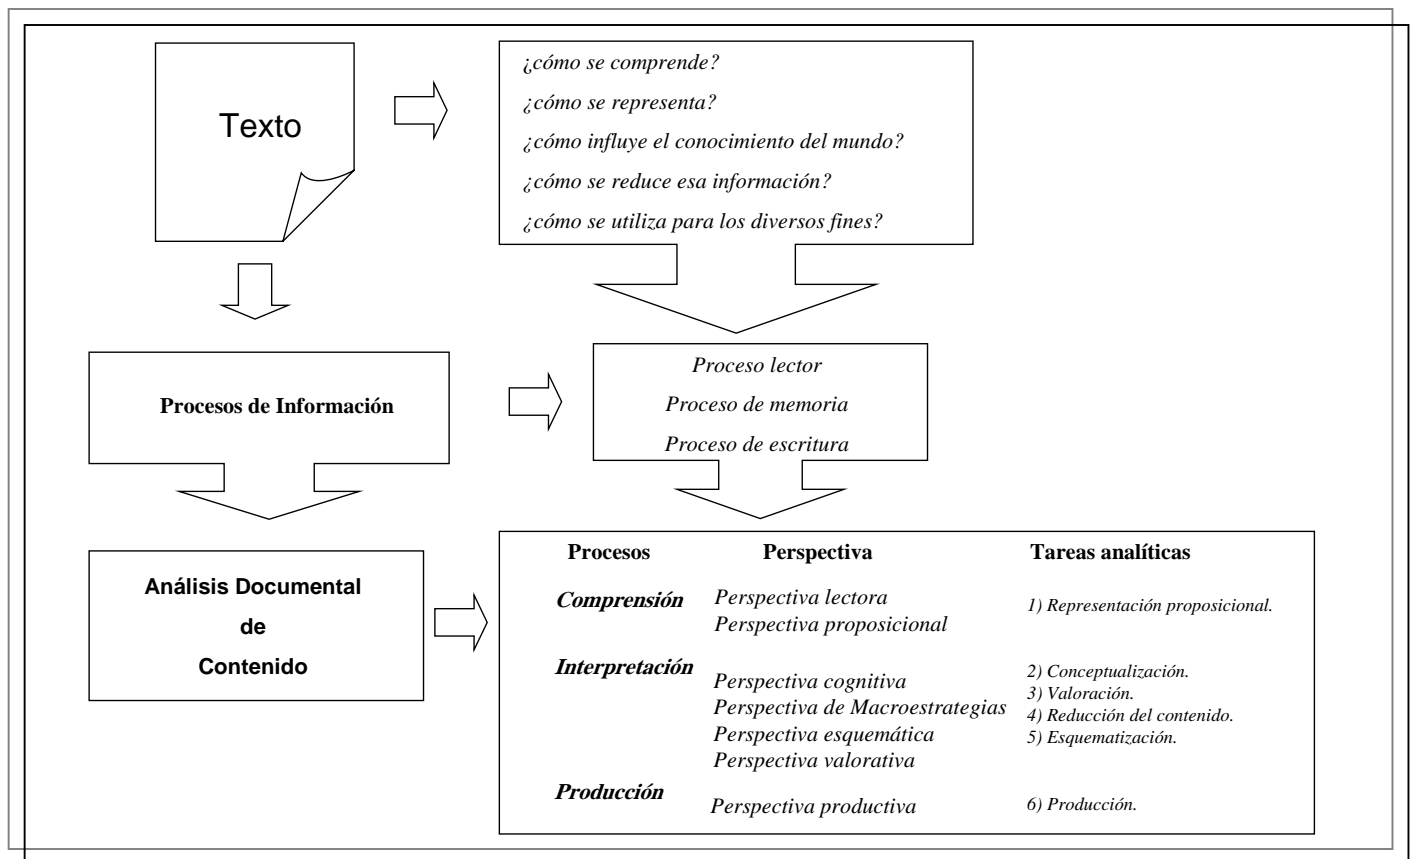 Texto
¿cómo se comprende?
¿cómo se representa?
¿cómo influye el conocimiento del mundo?
¿cómo se reduce esa información?
¿cómo se utiliza para los diversos fines?
Procesos de Información
Proceso lector
Proceso de memoria
Proceso de escritura
Análisis Documental
de
Contenido
Procesos Perspectiva Tareas analíticas
Comprensión Perspectiva lectora 1) Representación proposicional.
Perspectiva proposicional
Interpretación Perspectiva cognitiva 2) Conceptualización.
Perspectiva de Macroestrategias 3) Valoración.
Perspectiva esquemática 4) Reducción del contenido.
Perspectiva valorativa 5) Esquematización.
Producción Perspectiva productiva 6) Producción.